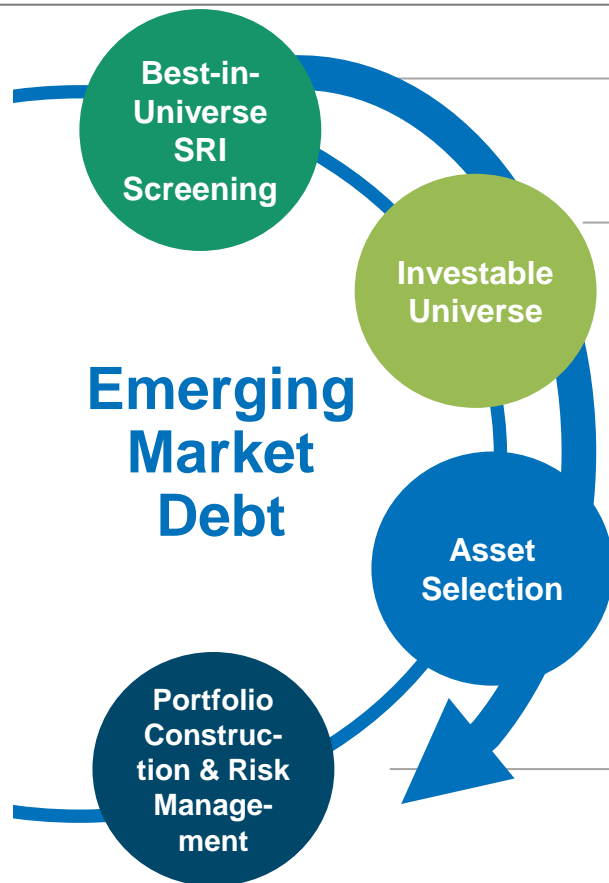 Best-in-
Universe
SRI
Screening
Investable
Universe
Emerging
Market
Debt
Asset
Selection
Portfolio
Construc-
tion & Risk
Manage-
ment